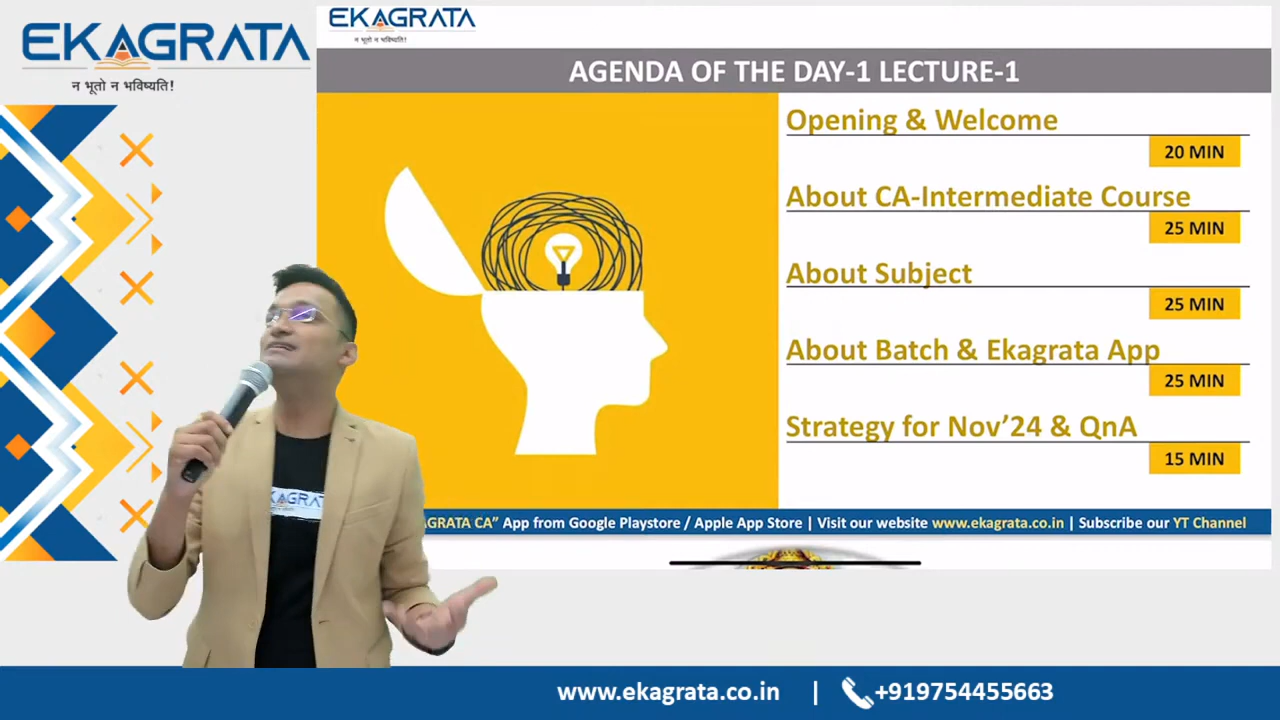 EKAGRATA
न भूतो न भविष्यति!
EKAGRATA
न भूतो न भविष्यति!
AGENDA OF THE DAY-1 LECTURE-1
Opening & Welcome
20 MIN
About CA-Intermediate Course
25 MIN
About Subject
25 MIN
About Batch & Ekagrata App
25 MIN
Strategy for Nov’24 & QnA
15 MIN
CA” App from Google Playstore / Apple App Store | Visit our website www.ekagrata.co.in | Subscribe our YT Channel
EKAGRATA
www.ekagrata.co.in | +919754455663